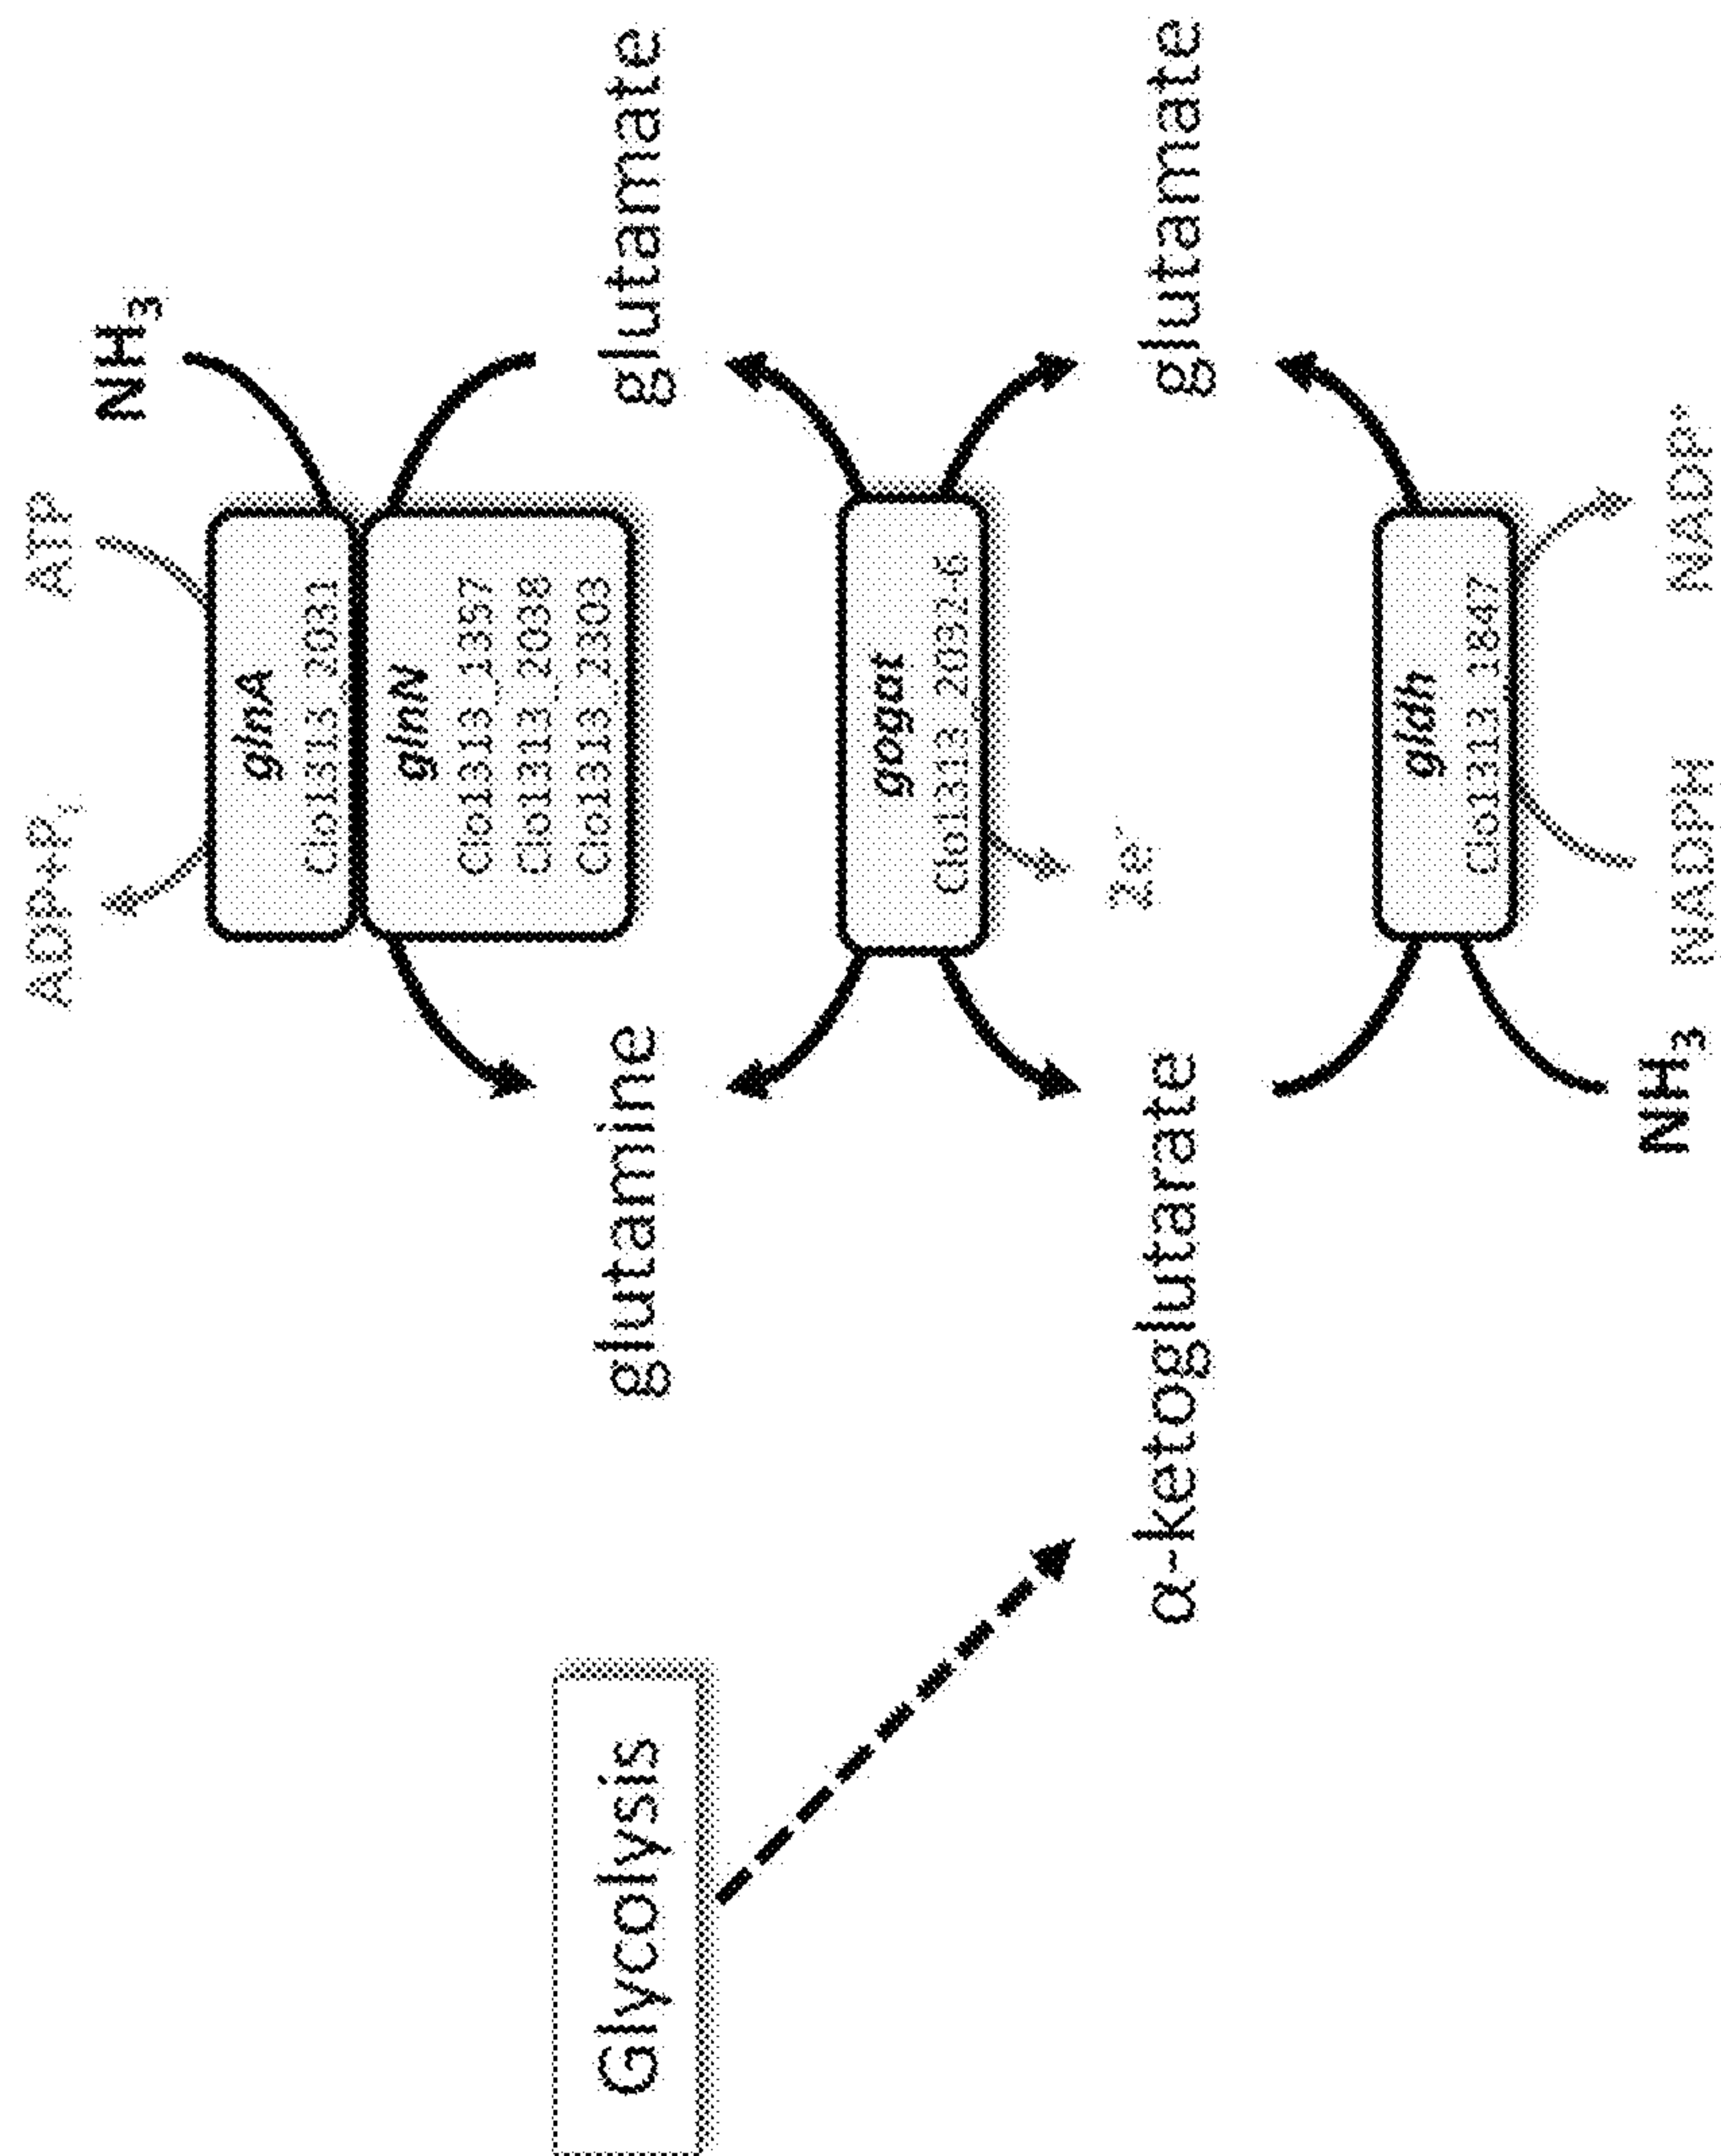 ADP+Pi
ATP
NH3
glnA
Clo1313_2031
glnN
Clo1313_1357
Clo1313_2038
Clo1313_2303
glutamine
glutamate
Glycolysis
gogat
Clo1313_2032-6
2e-
α-ketoglutarate
glutamate
gldh
Clo1313_1847
NH3
NADPH
NADP+